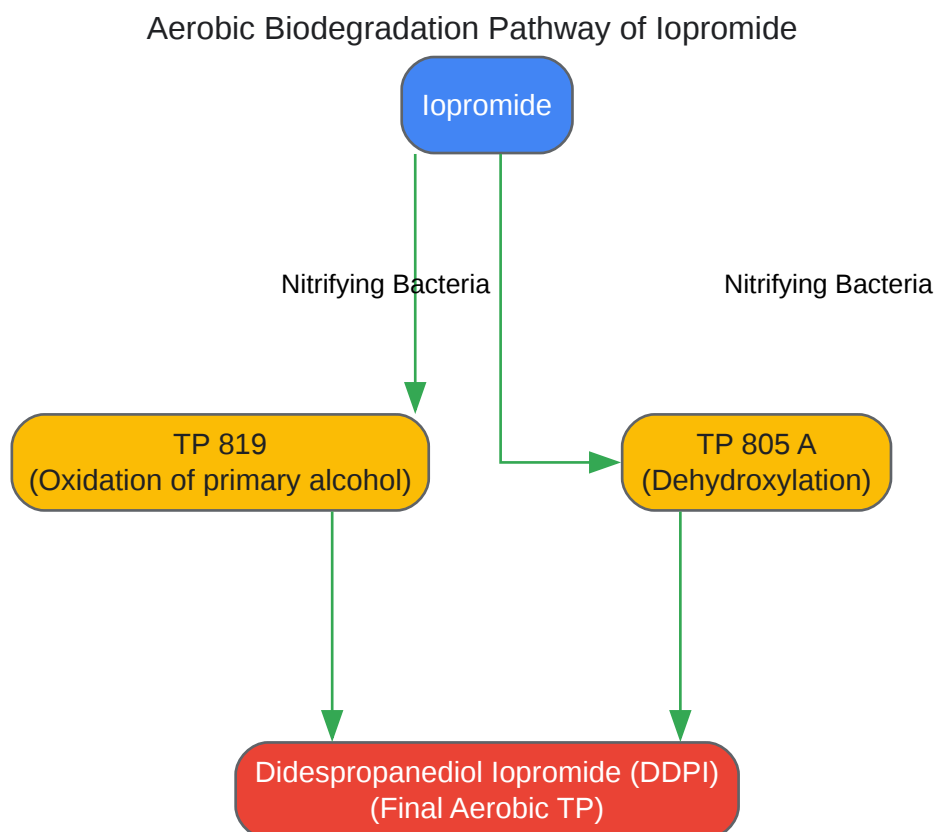 Aerobic Biodegradation Pathway of Iopromide
Iopromide
Nitrifying Bacteria
Nitrifying Bacteria
TP 819
(Oxidation of primary alcohol)
TP 805 A
(Dehydroxylation)
Didespropanediol Iopromide (DDPI)
(Final Aerobic TP)